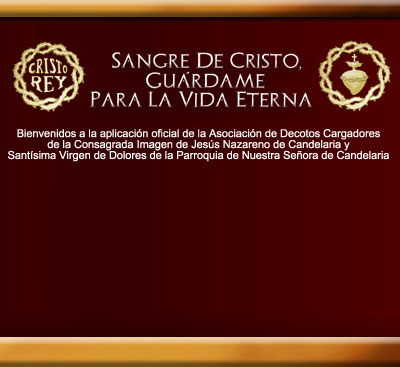 CRISTO
REY
SANGRE DE CRISTO,
GUÁRDAME
PARA LA VIDA ETERNA
Bienvenidos a la aplicación oficial de la Asociación de Decotos Cargadores
de la Consagrada Imagen de Jesús Nazareno de Candelaria y
Santísima Virgen de Dolores de la Parroquia de Nuestra Señora de Candelaria